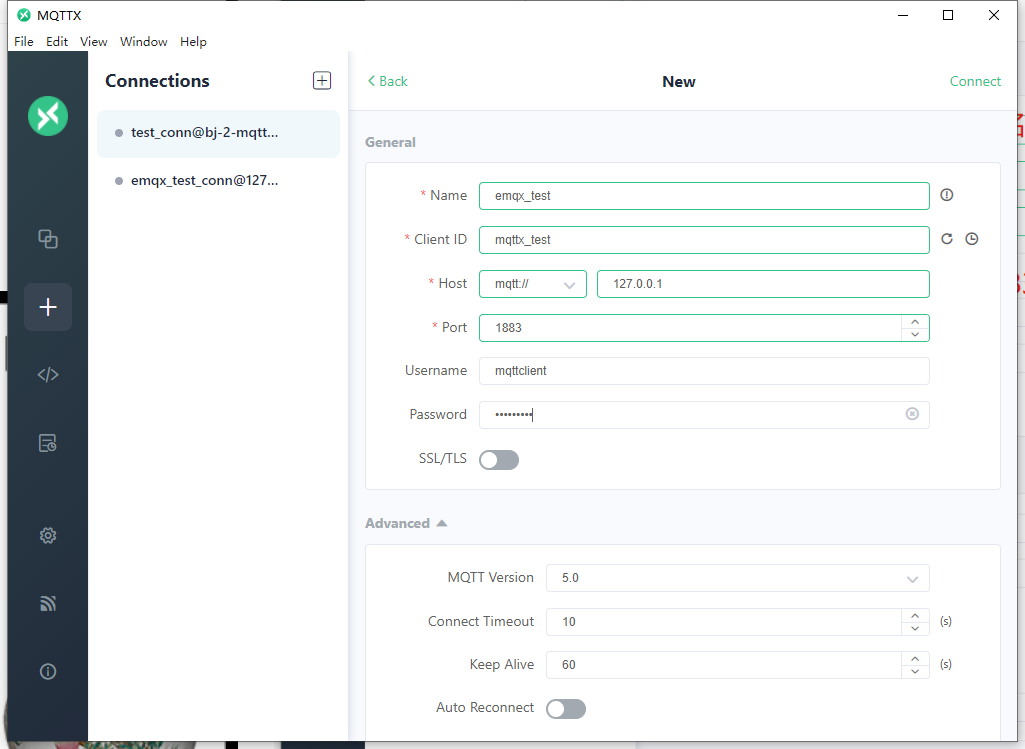 MQTTX
File Edit View Window Help
Connections
Back
New
Connect
test_conn@bj-2-mqtt...
emqx_test_conn@127...
General
* Name emqx_test
* Client ID mqttx_test
* Host mqtt:// 127.0.0.1
* Port 1883
Username mqttclient
Password •••••••••
SSL/TLS
Advanced
MQTT Version 5.0
Connect Timeout 10 (s)
Keep Alive 60 (s)
Auto Reconnect